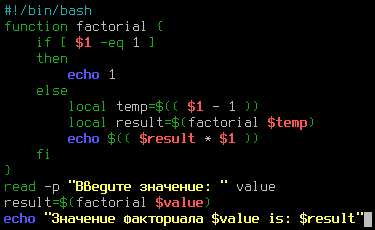 #!/bin/bash
function factorial {
if [ $1 -eq 1 ]
then
echo 1
else
local temp=$(( $1 - 1 ))
local result=$(factorial $temp)
echo $(( $result * $1 ))
fi
}
read -p "ВВедите значение: " value
result=$(factorial $value)
echo "Значение факториала $value is: $result"